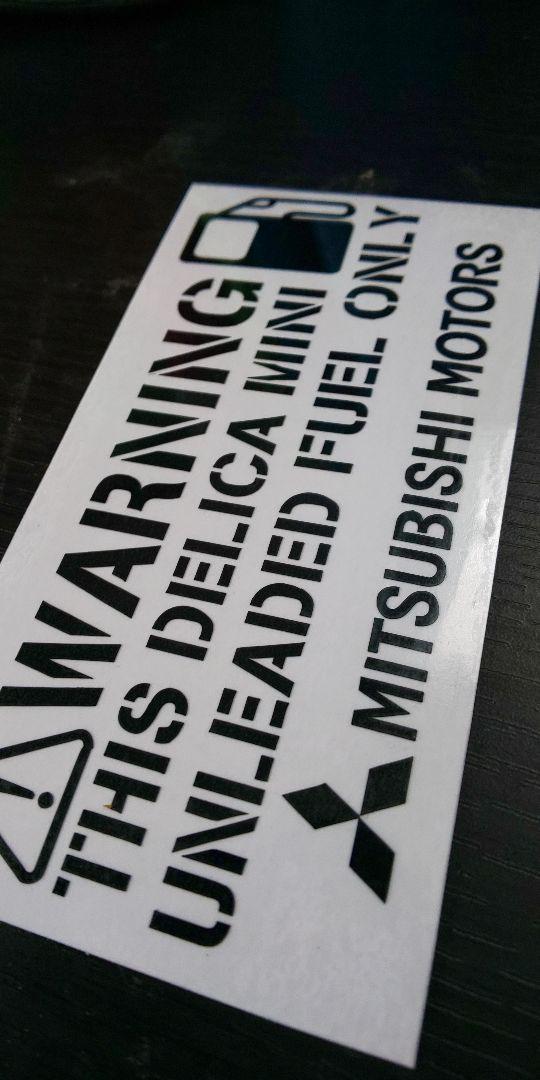 WARNING
THIS DELICA MINI
UNLEADED FUEL ONLY
MITSUBISHI MOTORS